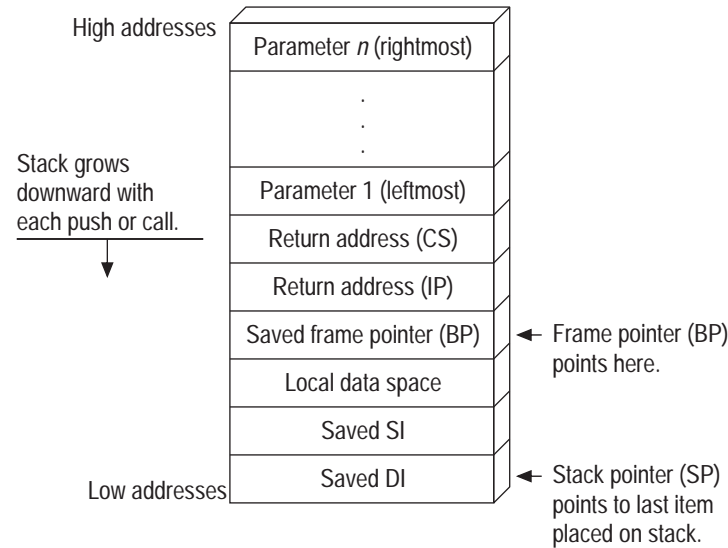 High addresses
Parameter n (rightmost)
.
.
.
Stack grows
downward with
each push or call.
Parameter 1 (leftmost)
Return address (CS)
Return address (IP)
Saved frame pointer (BP)
Frame pointer (BP)
points here.
Local data space
Saved SI
Saved DI
Low addresses
Stack pointer (SP)
points to last item
placed on stack.